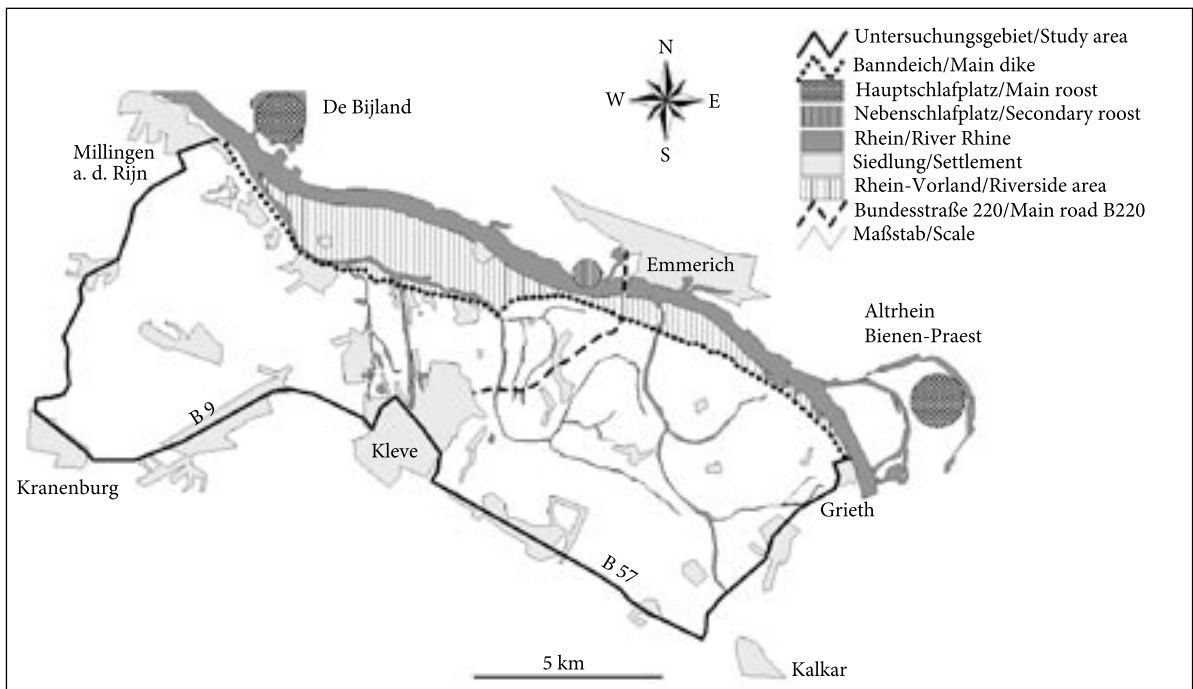 Untersuchungsgebiet/Study area
Banndeich/Main dike
Hauptschlafplatz/Main roost
Nebenschlafplatz/Secondary roost
Rhein/River Rhine
Siedlung/Settlement
Rhein-Vorland/Riverside area
Bundesstraße 220/Main road B220
Maßstab/Scale
N
W
E
S
De Bijland
Millingen
a. d. Rijn
Emmerich
Altrhein
Bienen-Praest
B 9
Kleve
Kranenburg
Grieth
B 57
5 km
Kalkar